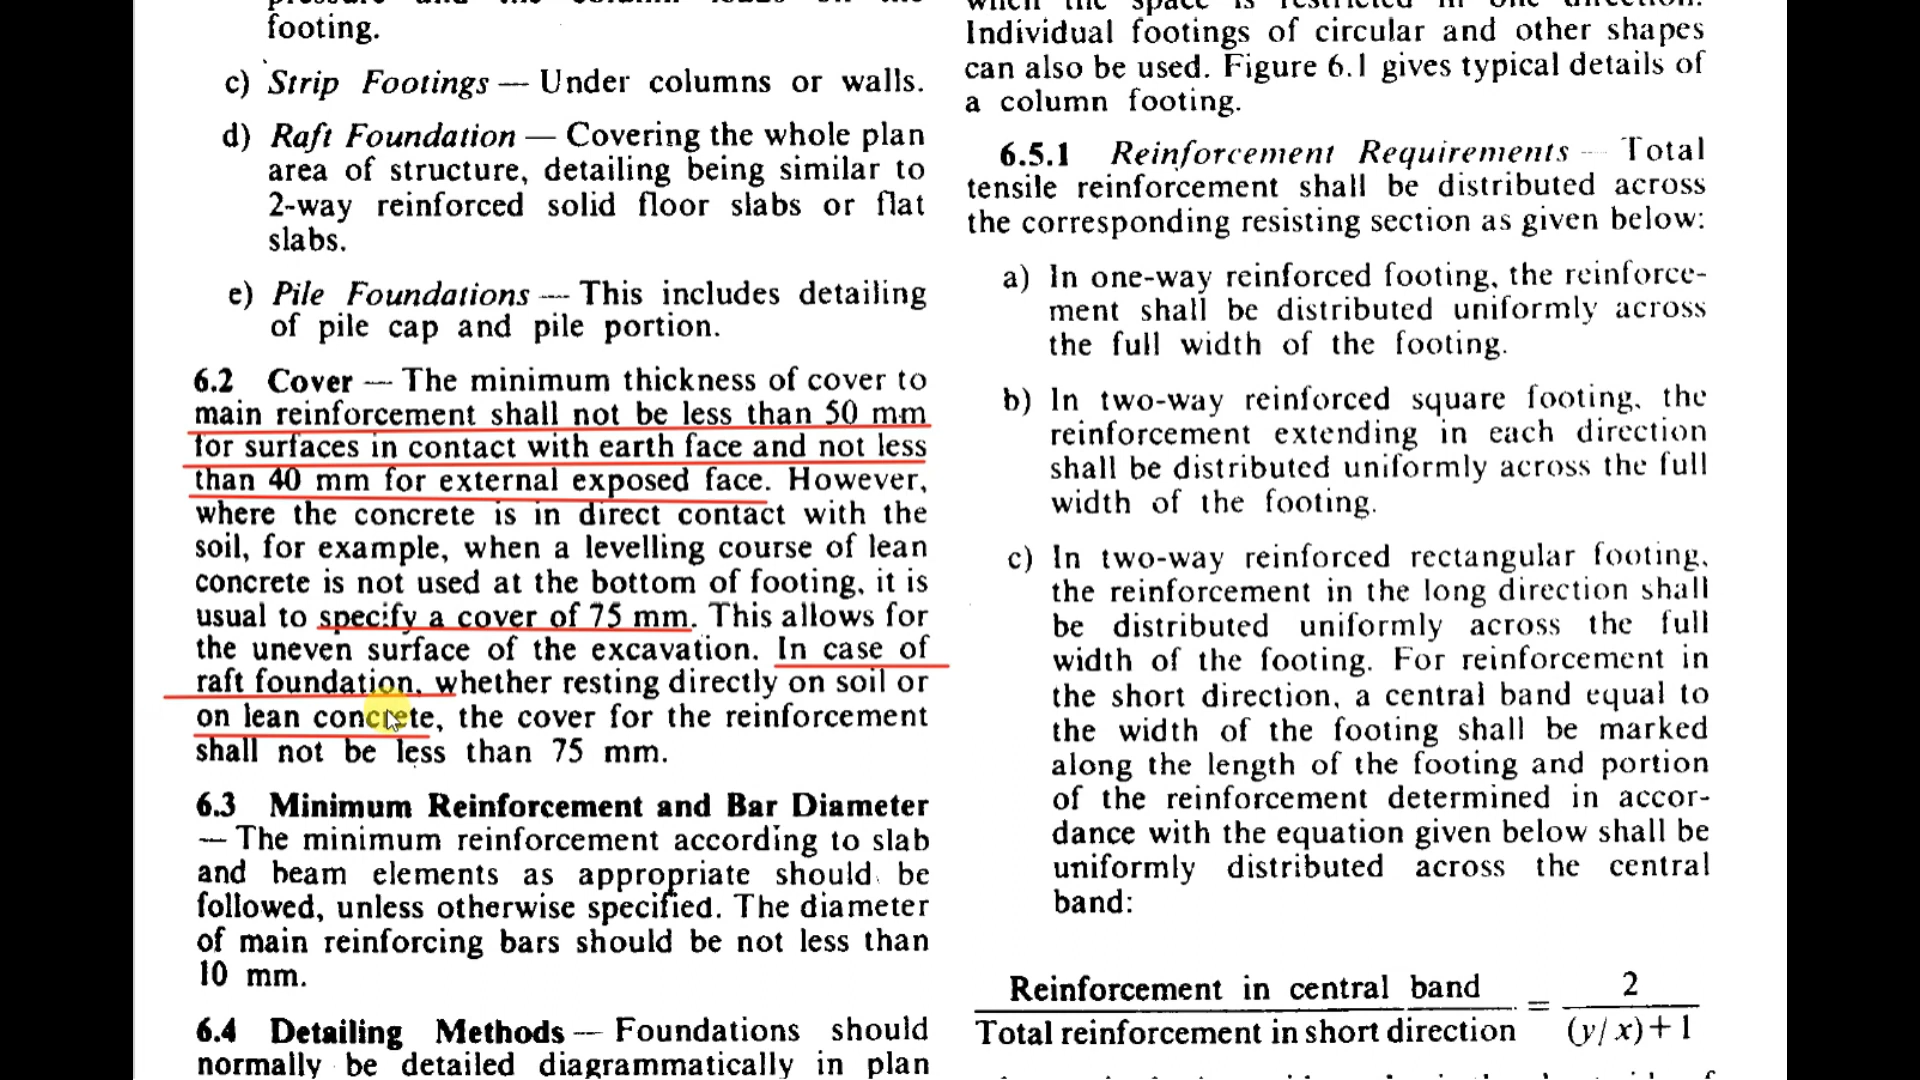 footing.
c) Strip Footings — Under columns or walls.
d) Raft Foundation — Covering the whole plan
area of structure, detailing being similar to
2-way reinforced solid floor slabs or flat
slabs.
e) Pile Foundations — This includes detailing
of pile cap and pile portion.
6.2 Cover — The minimum thickness of cover to
main reinforcement shall not be less than 50 mm
for surfaces in contact with earth face and not less
than 40 mm for external exposed face. However,
where the concrete is in direct contact with the
soil, for example, when a levelling course of lean
concrete is not used at the bottom of footing, it is
usual to specify a cover of 75 mm. This allows for
the uneven surface of the excavation. In case of
raft foundation, whether resting directly on soil or
on lean concrete, the cover for the reinforcement
shall not be less than 75 mm.
6.3 Minimum Reinforcement and Bar Diameter
— The minimum reinforcement according to slab
and beam elements as appropriate should be
followed, unless otherwise specified. The diameter
of main reinforcing bars should be not less than
10 mm.
6.4 Detailing Methods — Foundations should
normally be detailed diagrammatically in plan
when the space is restricted in one direction.
Individual footings of circular and other shapes
can also be used. Figure 6.1 gives typical details of
a column footing.
6.5.1 Reinforcement Requirements — Total
tensile reinforcement shall be distributed across
the corresponding resisting section as given below:
a) In one-way reinforced footing, the reinforce-
ment shall be distributed uniformly across
the full width of the footing.
b) In two-way reinforced square footing, the
reinforcement extending in each direction
shall be distributed uniformly across the full
width of the footing.
c) In two-way reinforced rectangular footing,
the reinforcement in the long direction shall
be distributed uniformly across the full
width of the footing. For reinforcement in
the short direction, a central band equal to
the width of the footing shall be marked
along the length of the footing and portion
of the reinforcement determined in accor-
dance with the equation given below shall be
uniformly distributed across the central
band:
Reinforcement in central band / Total reinforcement in short direction = 2 / (y/x)+1